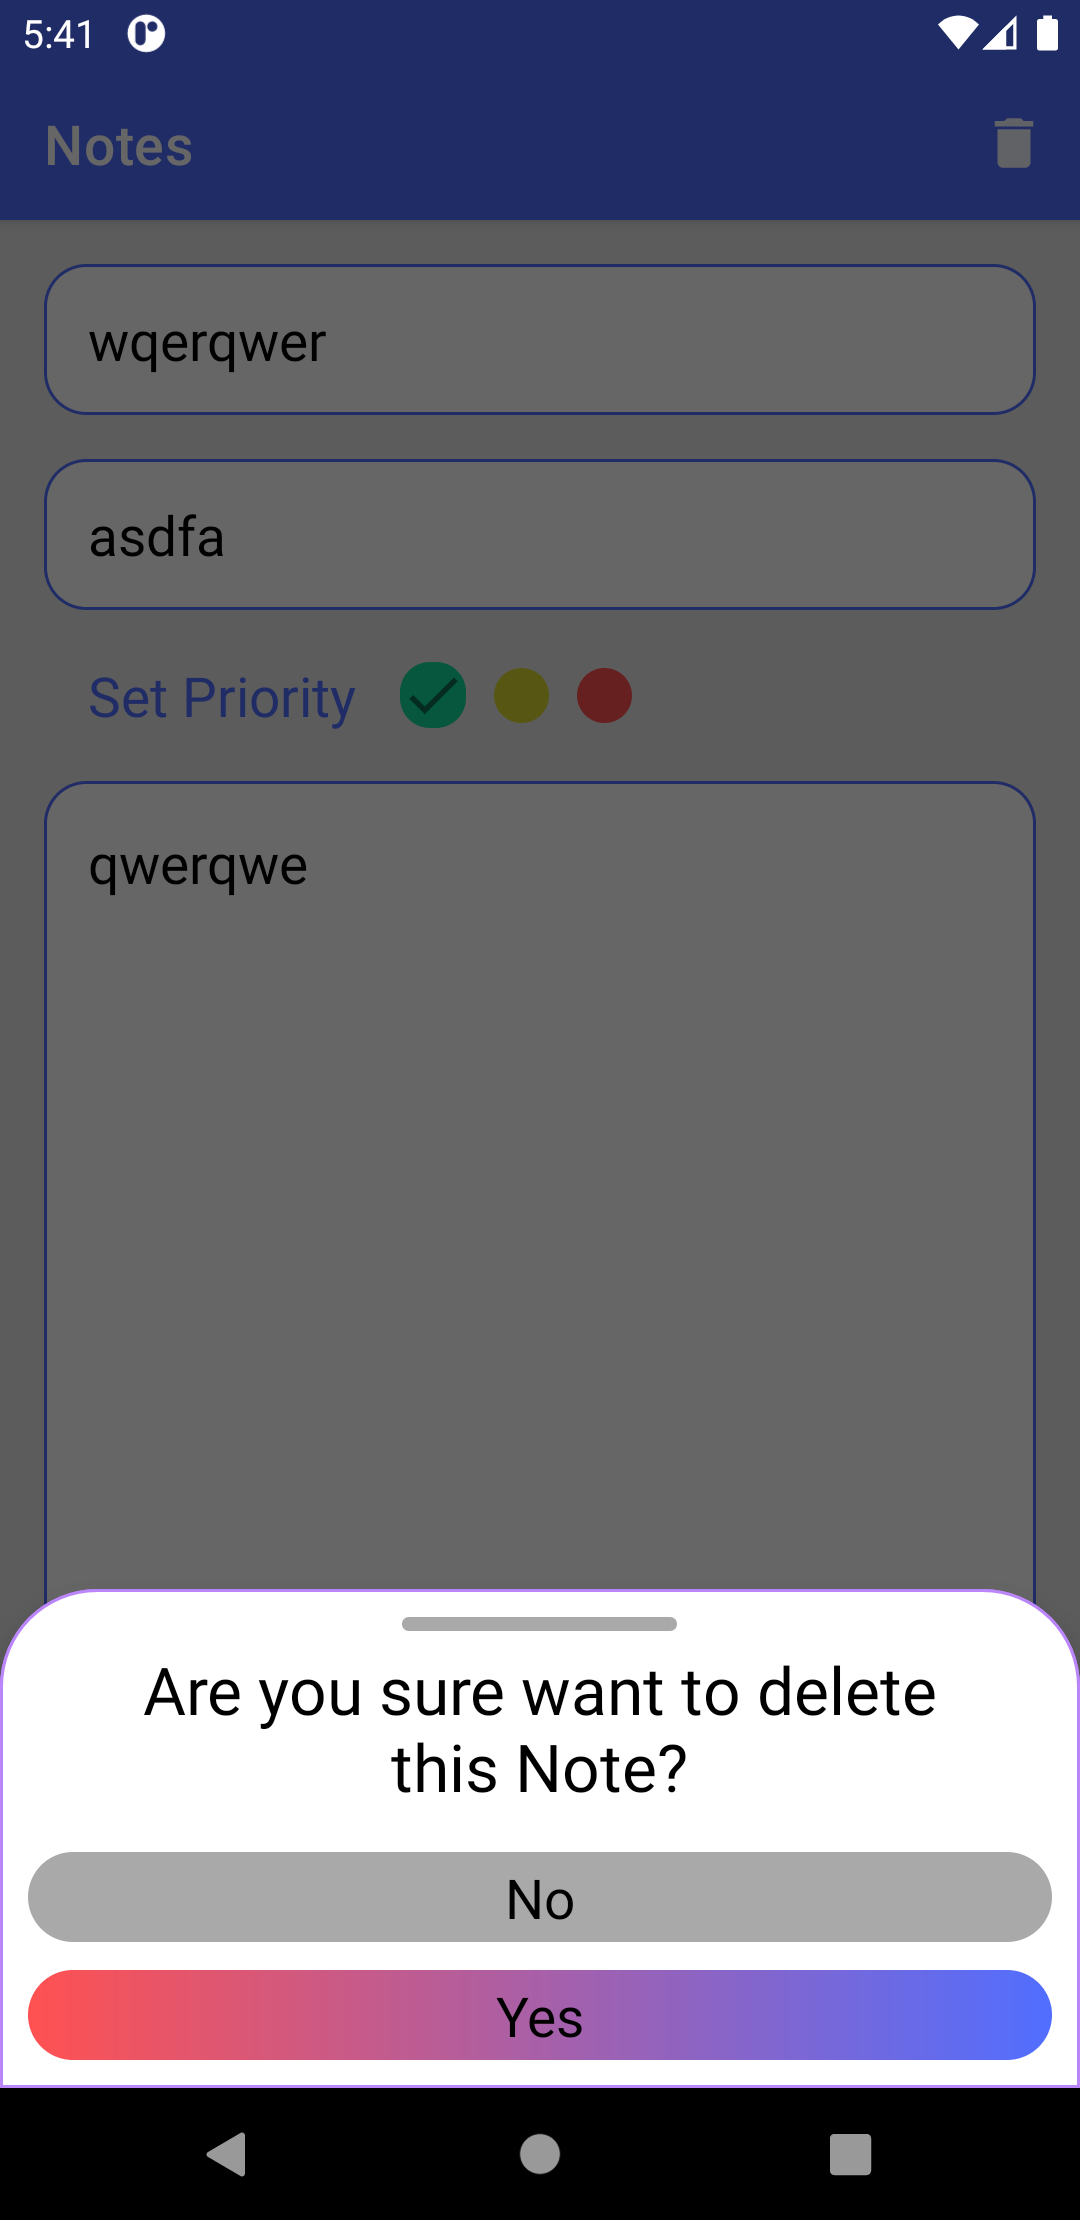 5:41
Notes
wqerqwer
asdfa
Set Priority
qwerqwe
Are you sure want to delete
this Note?
No
Yes